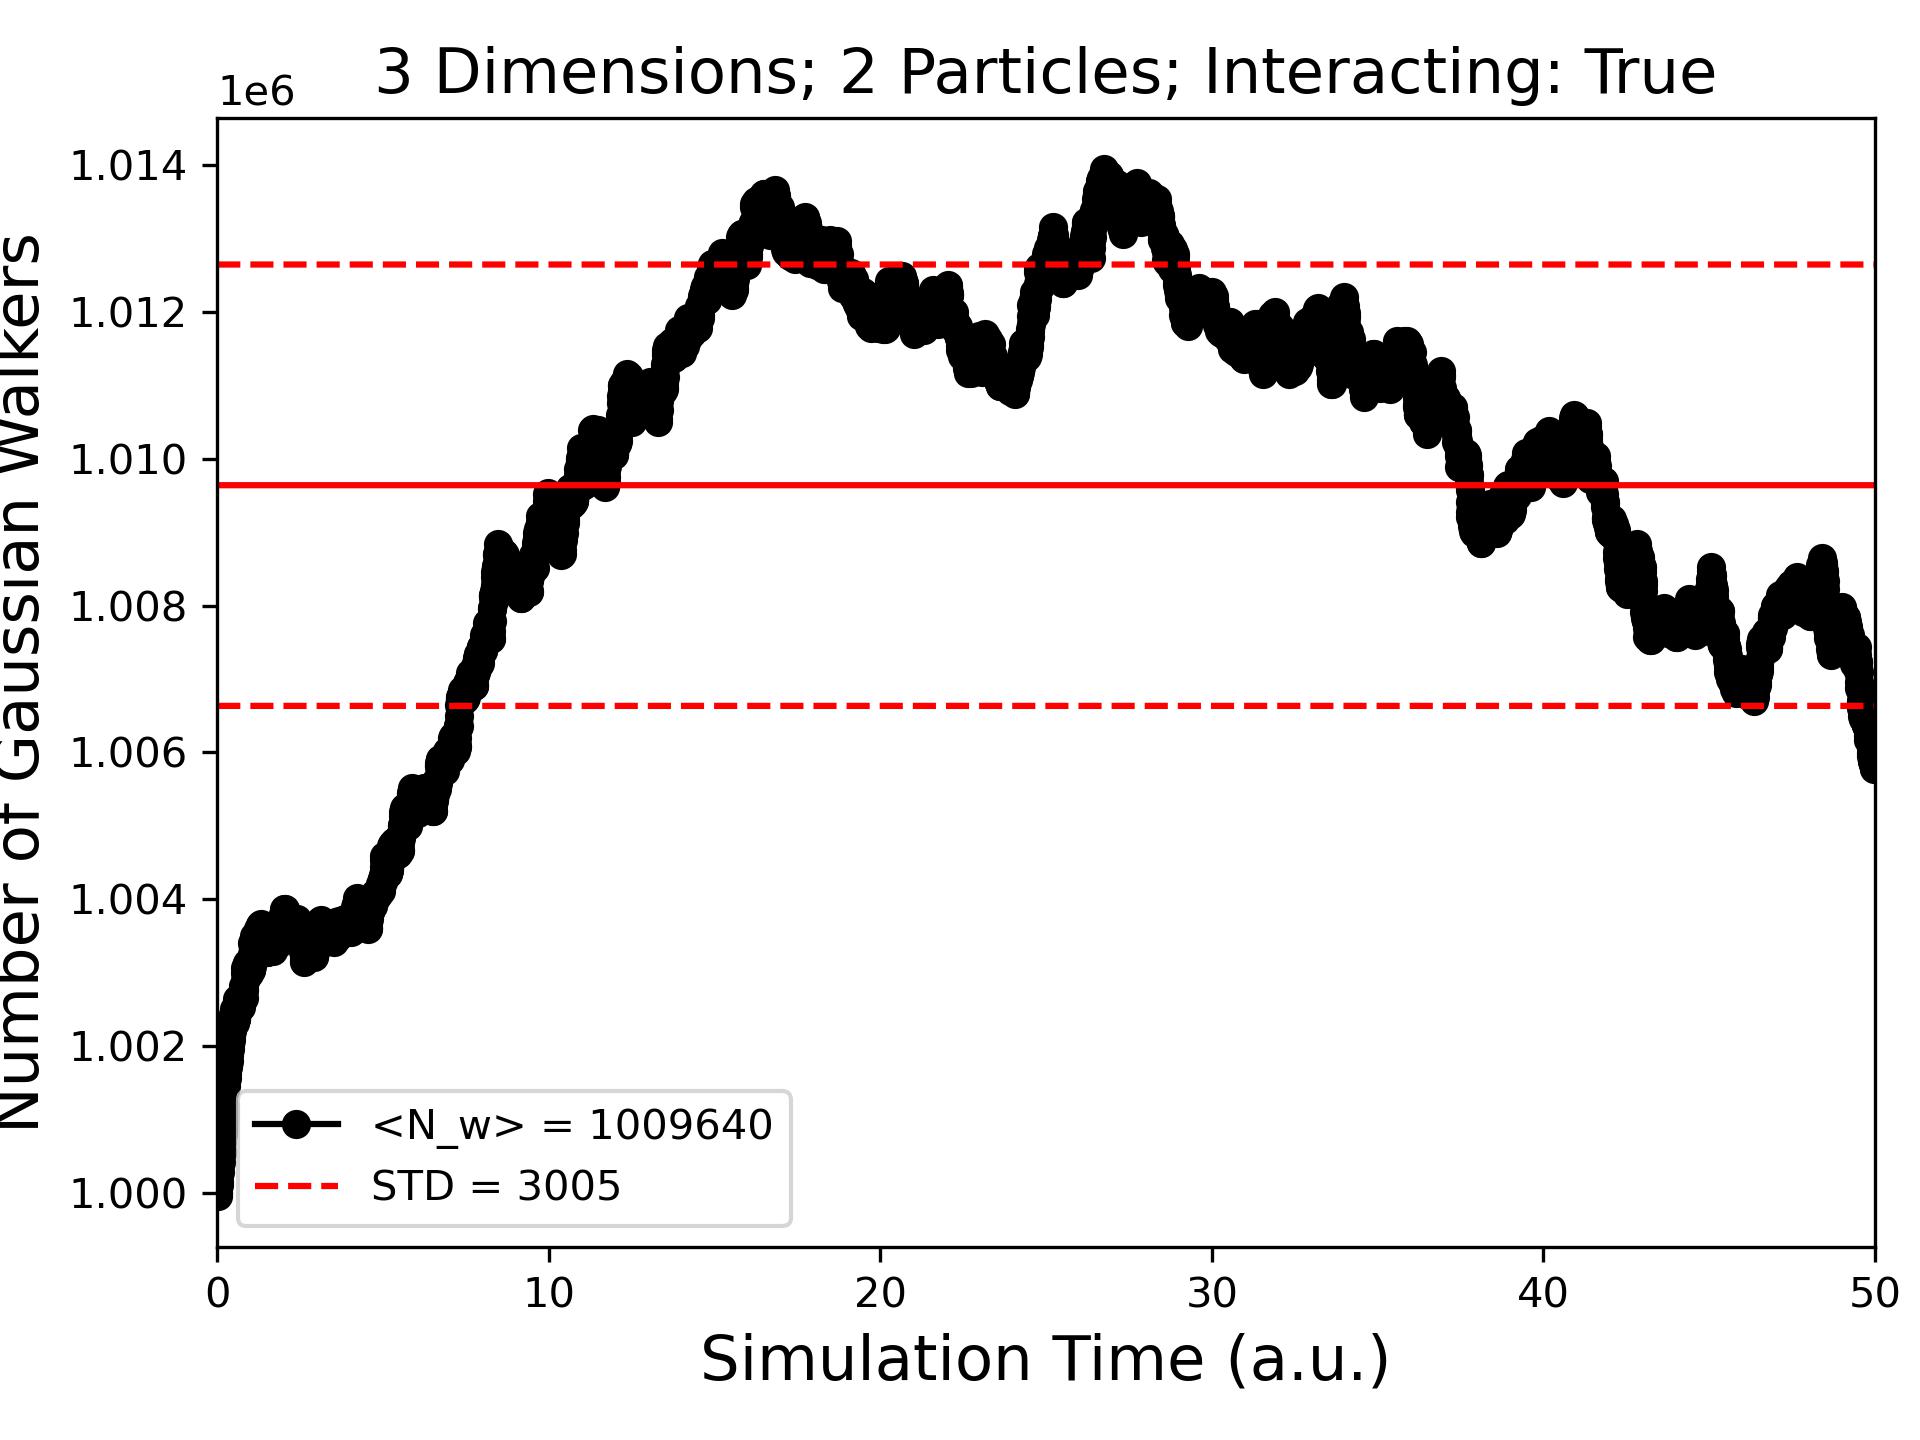 3 Dimensions; 2 Particles; Interacting: True
1e6
Number of Gaussian Walkers
1.014
1.012
1.010
1.008
1.006
1.004
1.002
1.000
<N_w> = 1009640
STD = 3005
0 10 20 30 40 50
Simulation Time (a.u.)